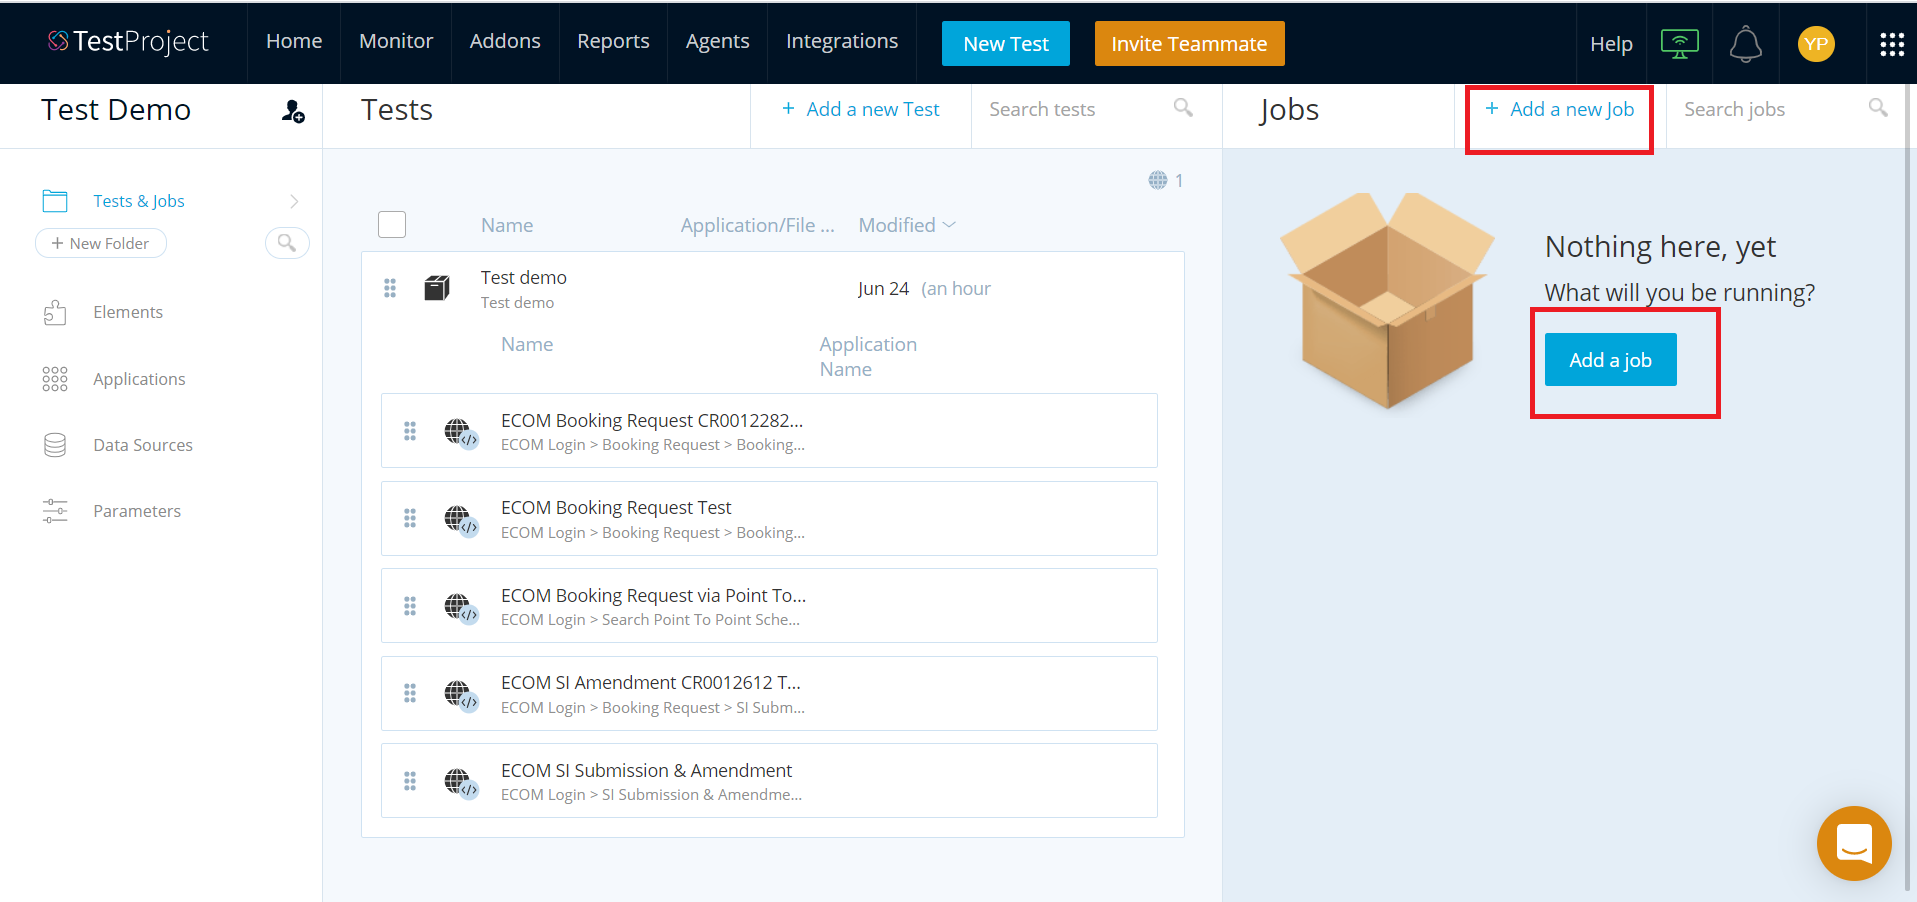 TestProject
Home
Monitor
Addons
Reports
Agents
Integrations
New Test
Invite Teammate
Help
YP
Test Demo
Tests
+ Add a new Test
Search tests
Jobs
+ Add a new Job
Search jobs
Tests & Jobs
+ New Folder
Elements
Applications
Data Sources
Parameters
1
Name
Application/File ...
Modified
Test demo
Test demo
Jun 24 (an hour
Name
Application
Name
ECOM Booking Request CR0012282...
ECOM Login > Booking Request > Booking...
ECOM Booking Request Test
ECOM Login > Booking Request > Booking...
ECOM Booking Request via Point To...
ECOM Login > Search Point To Point Sche...
ECOM SI Amendment CR0012612 T...
ECOM Login > Booking Request > SI Subm...
ECOM SI Submission & Amendment
ECOM Login > SI Submission & Amendme...
Nothing here, yet
What will you be running?
Add a job